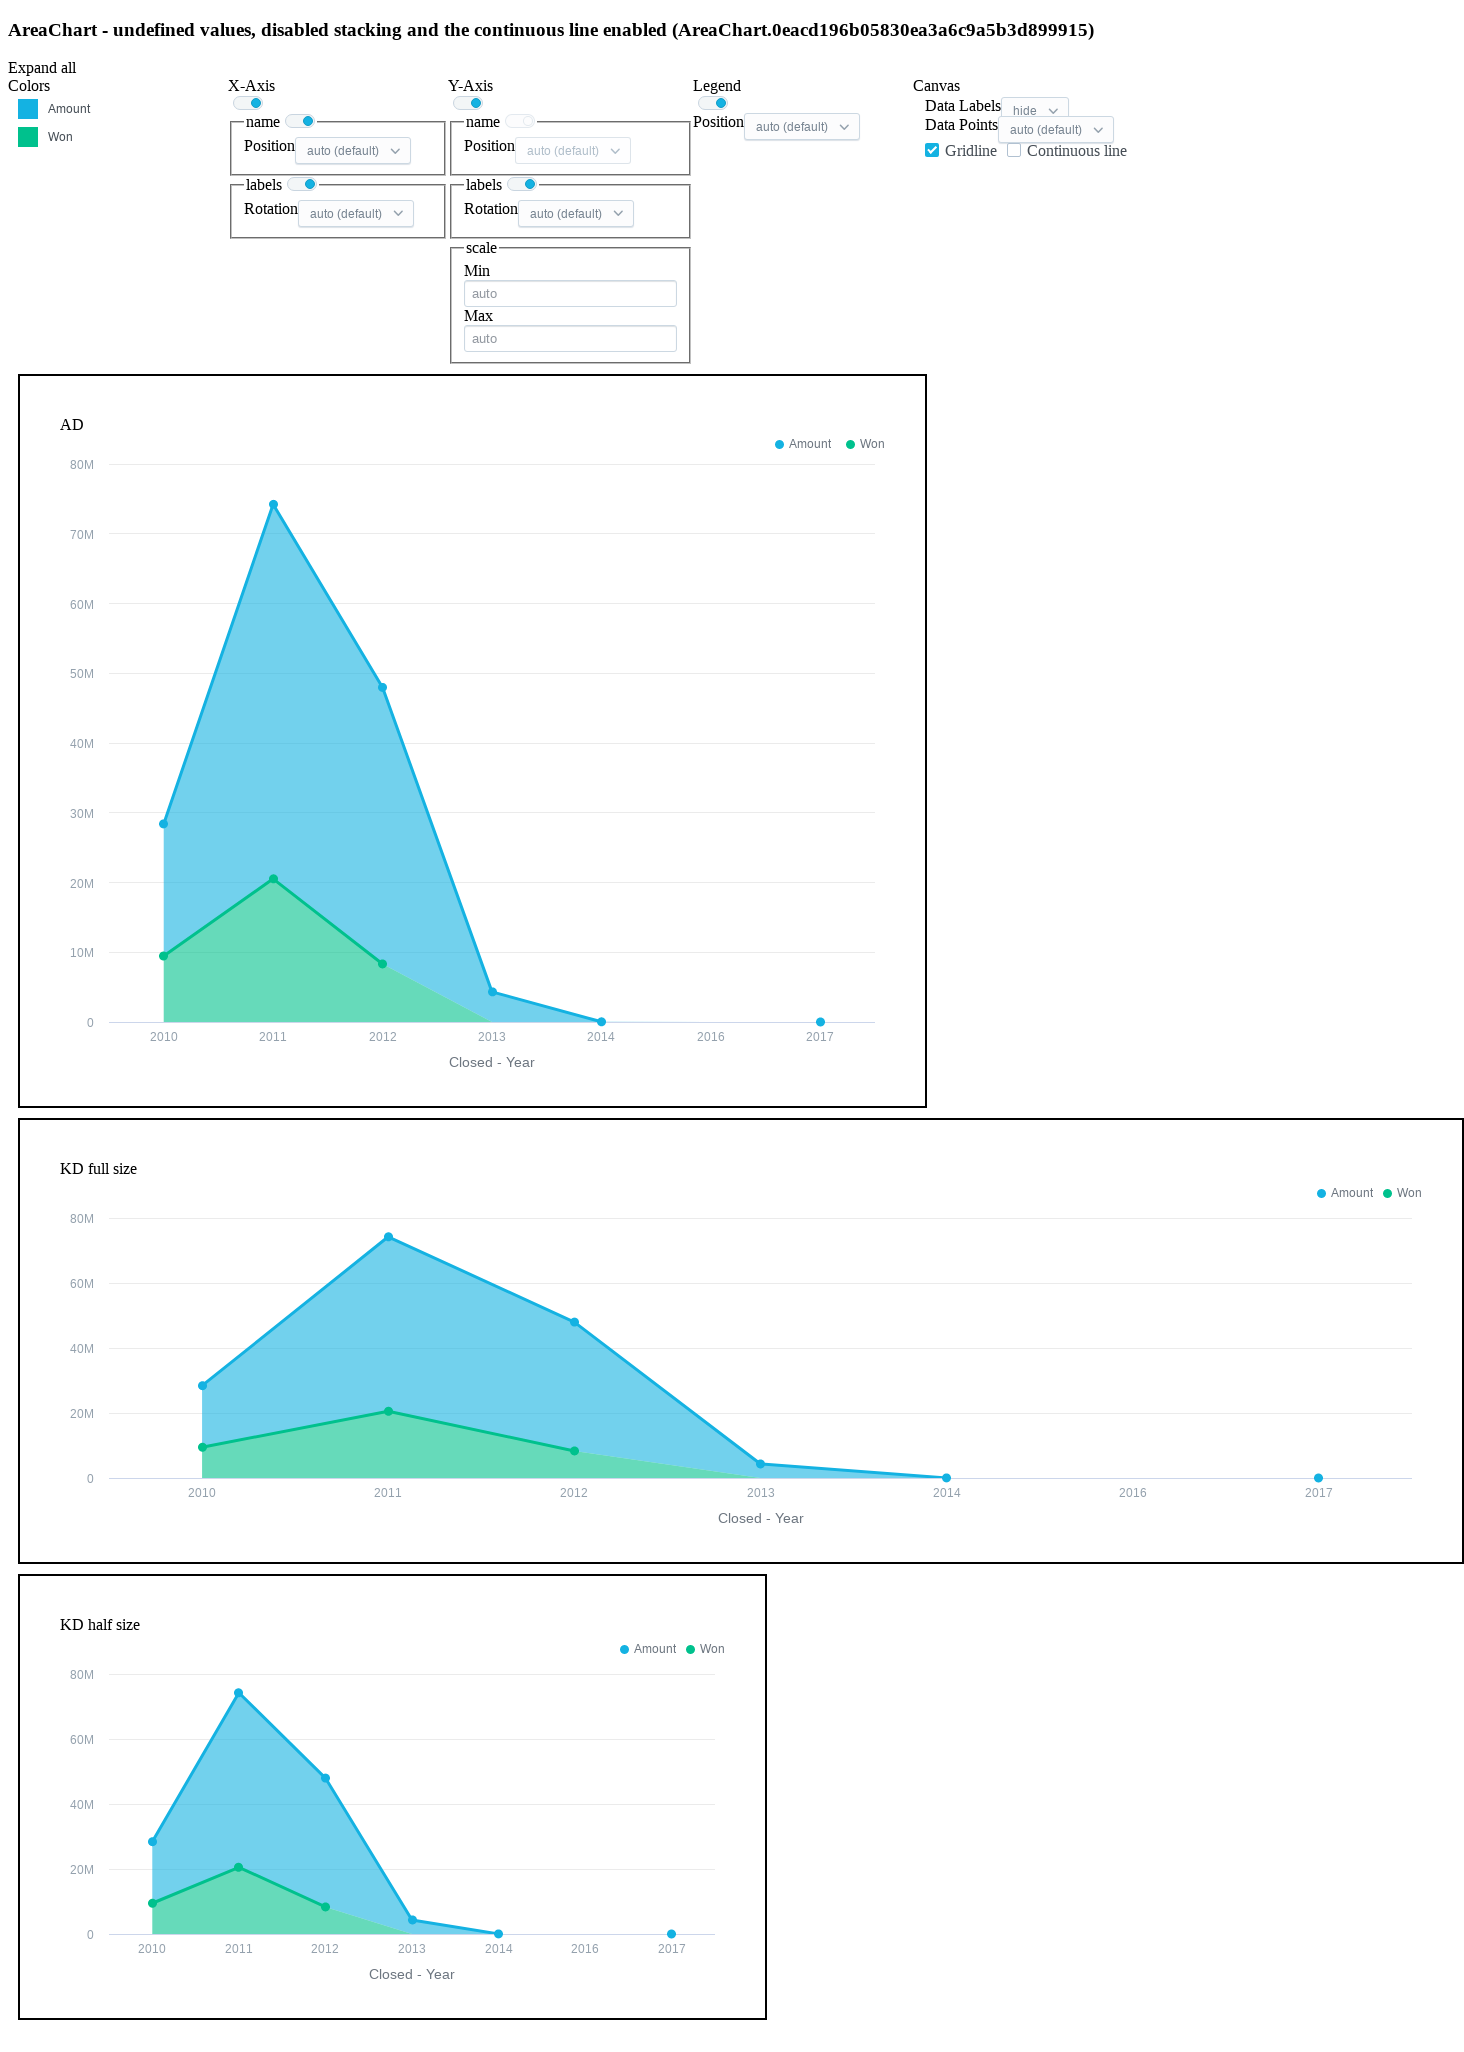 AreaChart - undefined values, disabled stacking and the continuous line enabled (AreaChart.0eacd196b05830ea3a6c9a5b3d899915)
Expand all
Colors
Amount
Won
X-Axis
name
Position auto (default)
labels
Rotation auto (default)
Y-Axis
name
Position auto (default)
labels
Rotation auto (default)
scale
Min
auto
Max
auto
Legend
Position auto (default)
Canvas
Data Labels hide
Data Points auto (default)
Gridline Continuous line
AD
Amount Won
80M
70M
60M
50M
40M
30M
20M
10M
0
2010 2011 2012 2013 2014 2016 2017
Closed - Year
KD full size
Amount Won
80M
60M
40M
20M
0
2010 2011 2012 2013 2014 2016 2017
Closed - Year
KD half size
Amount Won
80M
60M
40M
20M
0
2010 2011 2012 2013 2014 2016 2017
Closed - Year